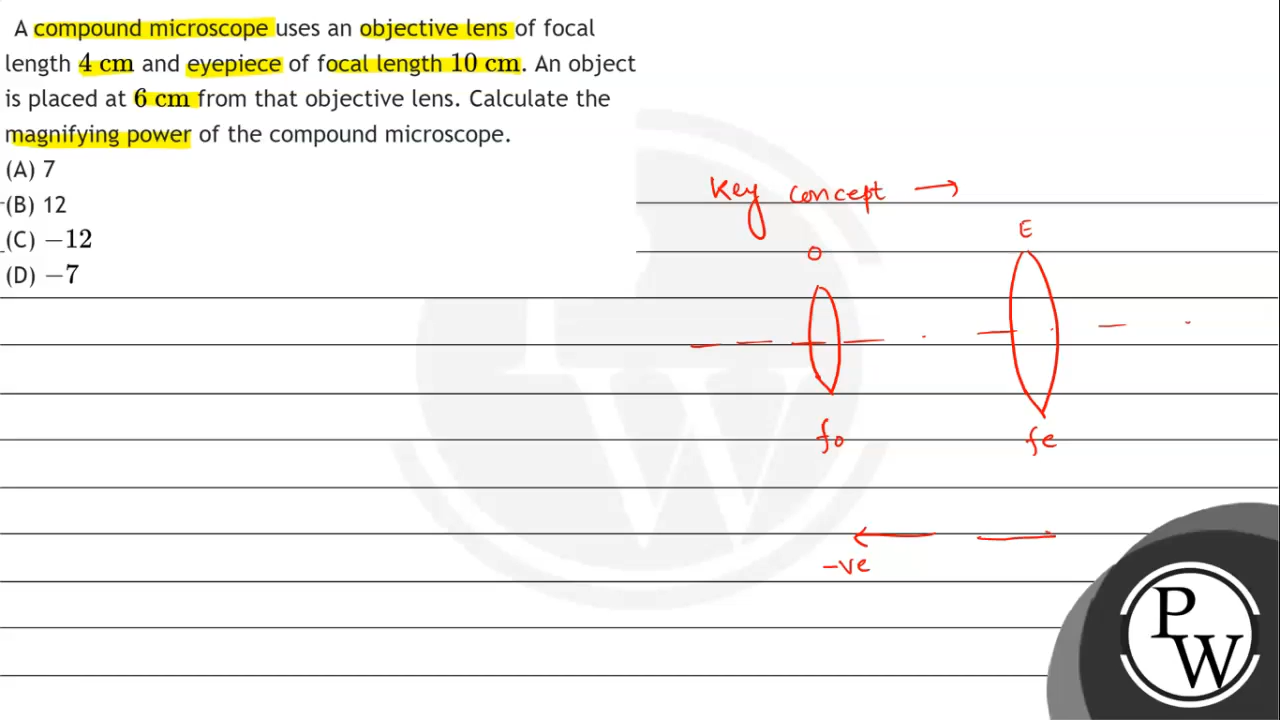 A compound microscope uses an objective lens of focal
length 4 cm and eyepiece of focal length 10 cm. An object
is placed at 6 cm from that objective lens. Calculate the
magnifying power of the compound microscope.
(A) 7
(B) 12
(C) −12
(D) −7
Key concept →
O
E
fo
fe
-ve
P
W